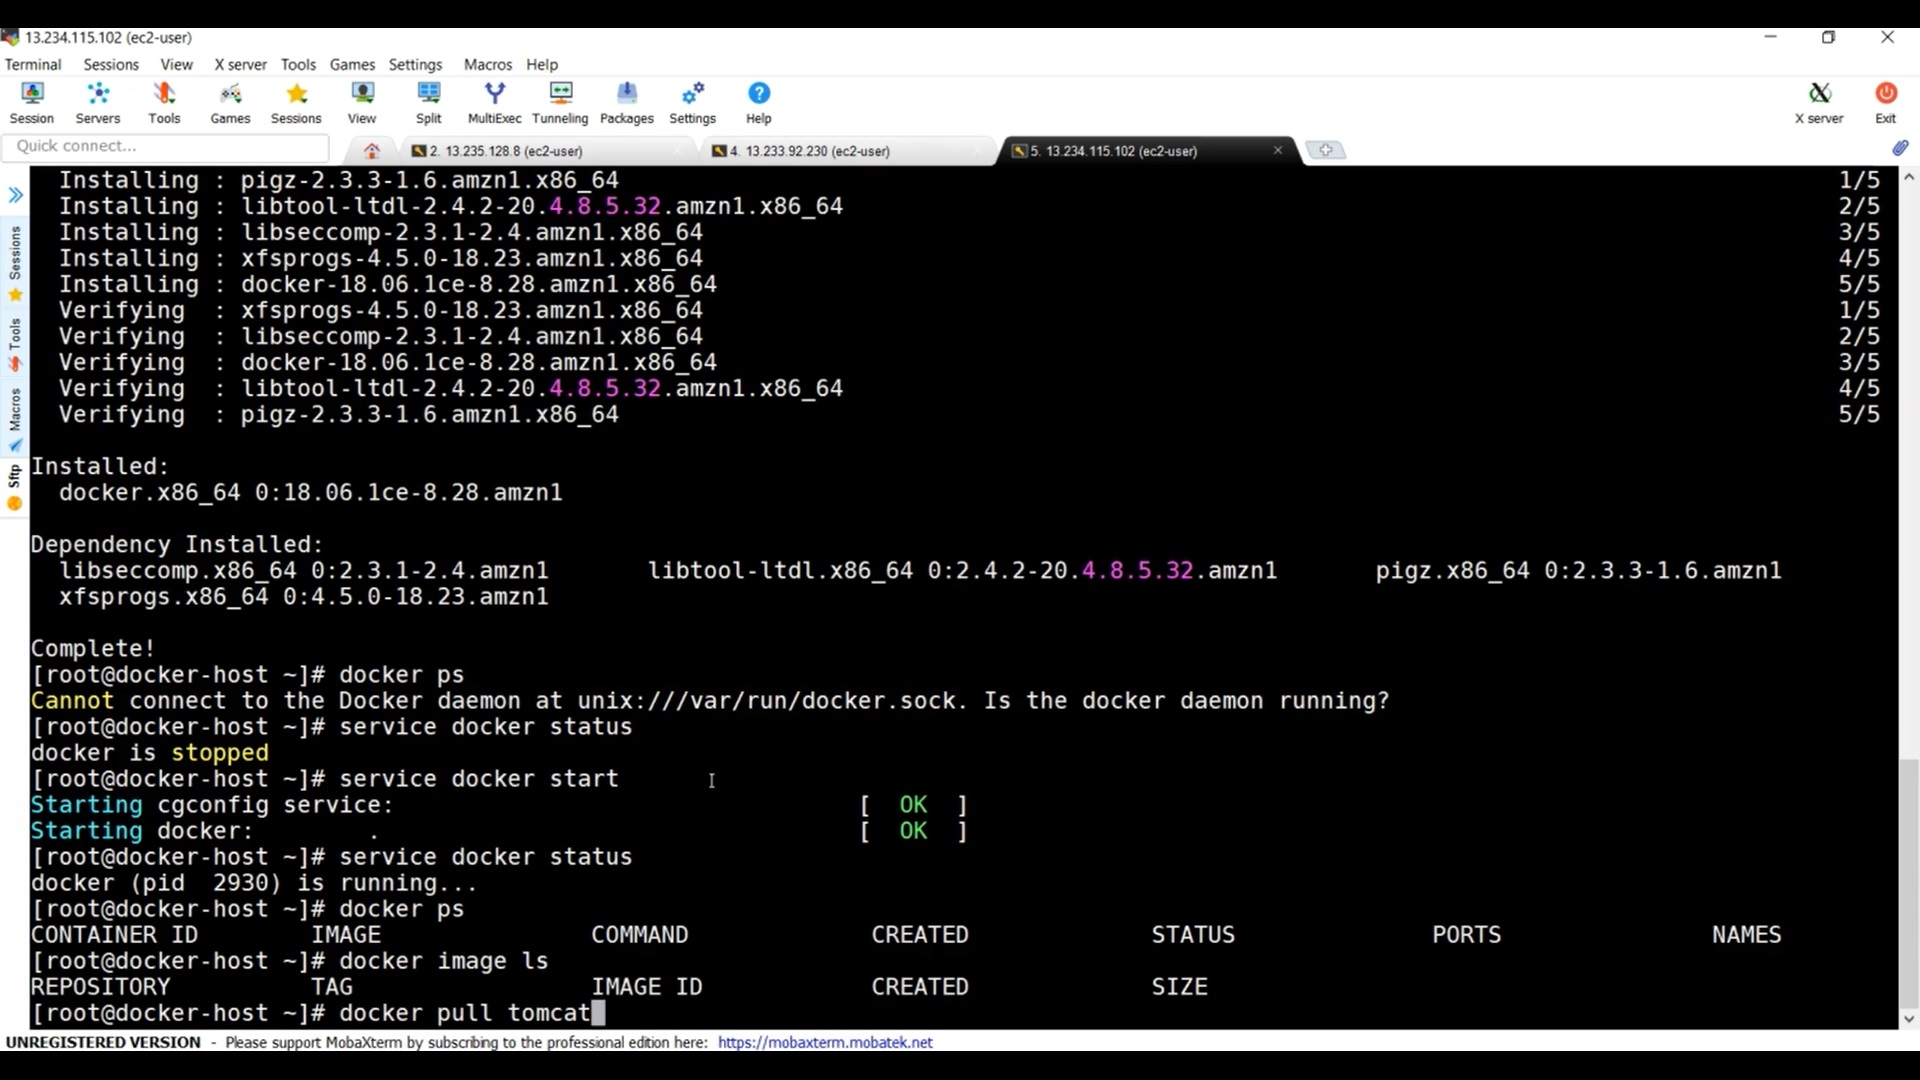 13.234.115.102 (ec2-user)
Terminal Sessions View X server Tools Games Settings Macros Help
Session Servers Tools Games Sessions View Split MultiExec Tunneling Packages Settings Help X server Exit
Quick connect... 2. 13.235.128.8 (ec2-user) 4. 13.233.92.230 (ec2-user) 5. 13.234.115.102 (ec2-user)
Sessions
Tools
Macros
Sftp
Installing : pigz-2.3.3-1.6.amzn1.x86_64 1/5
Installing : libtool-ltdl-2.4.2-20.4.8.5.32.amzn1.x86_64 2/5
Installing : libseccomp-2.3.1-2.4.amzn1.x86_64 3/5
Installing : xfsprogs-4.5.0-18.23.amzn1.x86_64 4/5
Installing : docker-18.06.1ce-8.28.amzn1.x86_64 5/5
Verifying : xfsprogs-4.5.0-18.23.amzn1.x86_64 1/5
Verifying : libseccomp-2.3.1-2.4.amzn1.x86_64 2/5
Verifying : docker-18.06.1ce-8.28.amzn1.x86_64 3/5
Verifying : libtool-ltdl-2.4.2-20.4.8.5.32.amzn1.x86_64 4/5
Verifying : pigz-2.3.3-1.6.amzn1.x86_64 5/5
Installed:
docker.x86_64 0:18.06.1ce-8.28.amzn1
Dependency Installed:
libseccomp.x86_64 0:2.3.1-2.4.amzn1 libtool-ltdl.x86_64 0:2.4.2-20.4.8.5.32.amzn1 pigz.x86_64 0:2.3.3-1.6.amzn1
xfsprogs.x86_64 0:4.5.0-18.23.amzn1
Complete!
[root@docker-host ~]# docker ps
Cannot connect to the Docker daemon at unix:///var/run/docker.sock. Is the docker daemon running?
[root@docker-host ~]# service docker status
docker is stopped
[root@docker-host ~]# service docker start
Starting cgconfig service: [ OK ]
Starting docker: . [ OK ]
[root@docker-host ~]# service docker status
docker (pid 2930) is running...
[root@docker-host ~]# docker ps
CONTAINER ID IMAGE COMMAND CREATED STATUS PORTS NAMES
[root@docker-host ~]# docker image ls
REPOSITORY TAG IMAGE ID CREATED SIZE
[root@docker-host ~]# docker pull tomcat
UNREGISTERED VERSION - Please support MobaXterm by subscribing to the professional edition here: https://mobaxterm.mobatek.net